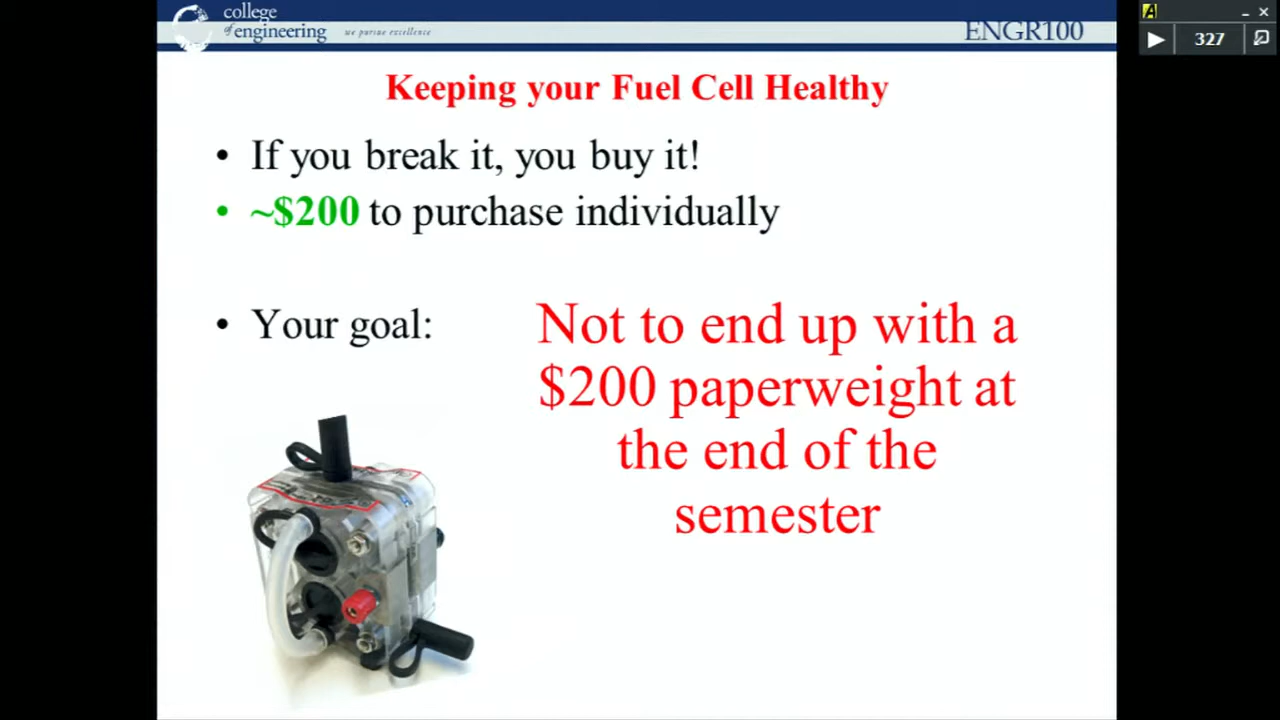 college
of engineering
we pursue excellence
ENGR100
327
Keeping your Fuel Cell Healthy
• If you break it, you buy it!
• ~$200 to purchase individually
• Your goal:
Not to end up with a
$200 paperweight at
the end of the
semester